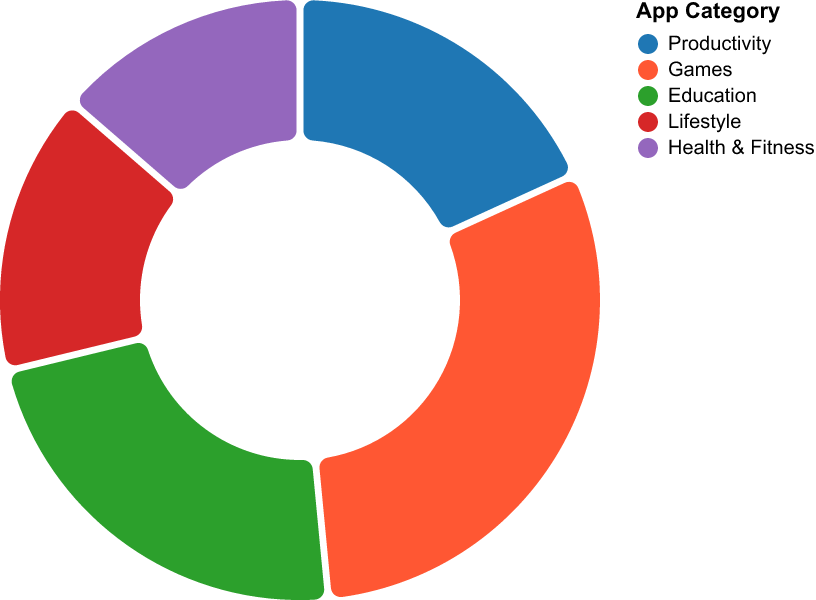 App Category
Productivity
Games
Education
Lifestyle
Health & Fitness